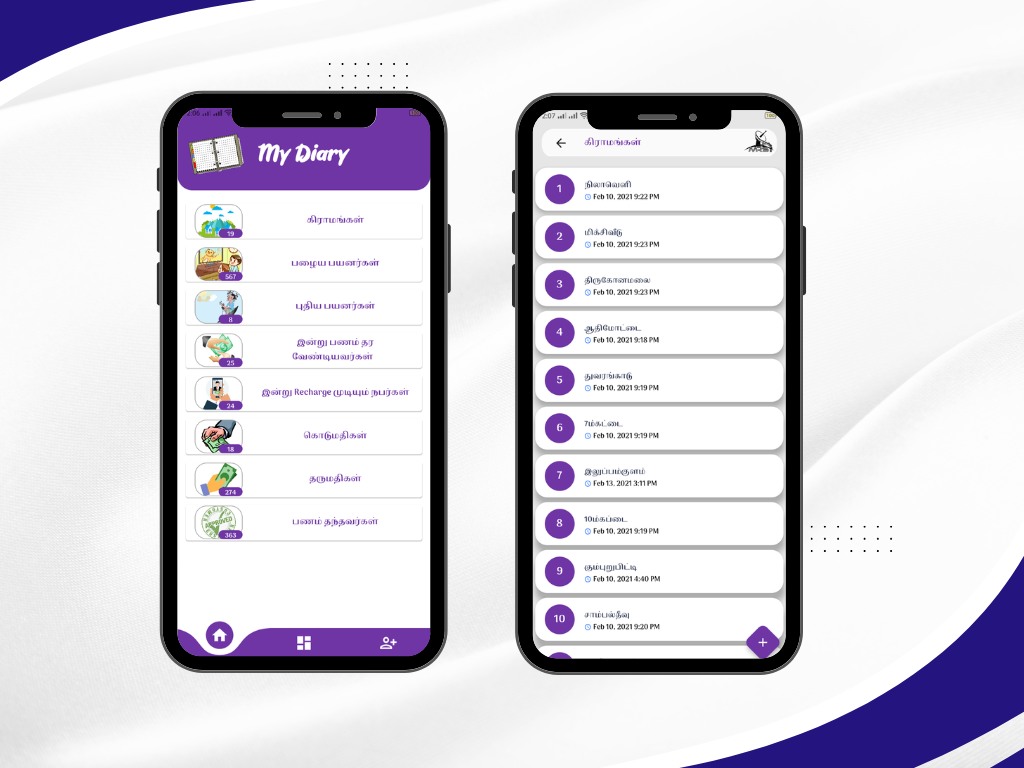 2:06
My Diary
கிராமங்கள்
19
பழைய பயனர்கள்
567
புதிய பயனர்கள்
8
இன்று பணம் தர
வேண்டியவர்கள்
25
இன்று Recharge முடியும் நபர்கள்
24
கொடுமதிகள்
18
தருமதிகள்
274
பணம் தந்தவர்கள்
APPROVED
363
2:07
கிராமங்கள்
1
நிலாவெளி
Feb 10, 2021 9:22 PM
2
Feb 10, 2021 9:23 PM
3
திருகோணமலை
Feb 10, 2021 9:23 PM
4
ஆதிமோட்டை
Feb 10, 2021 9:18 PM
5
துவரங்காடு
Feb 10, 2021 9:19 PM
6
7ம்கட்டை
Feb 10, 2021 9:19 PM
7
இலுப்பம்குளம்
Feb 13, 2021 3:11 PM
8
Feb 10, 2021 9:19 PM
9
கும்புறுபிட்டி
Feb 10, 2021 4:40 PM
10
சாம்பல்தீவு
Feb 10, 2021 9:20 PM